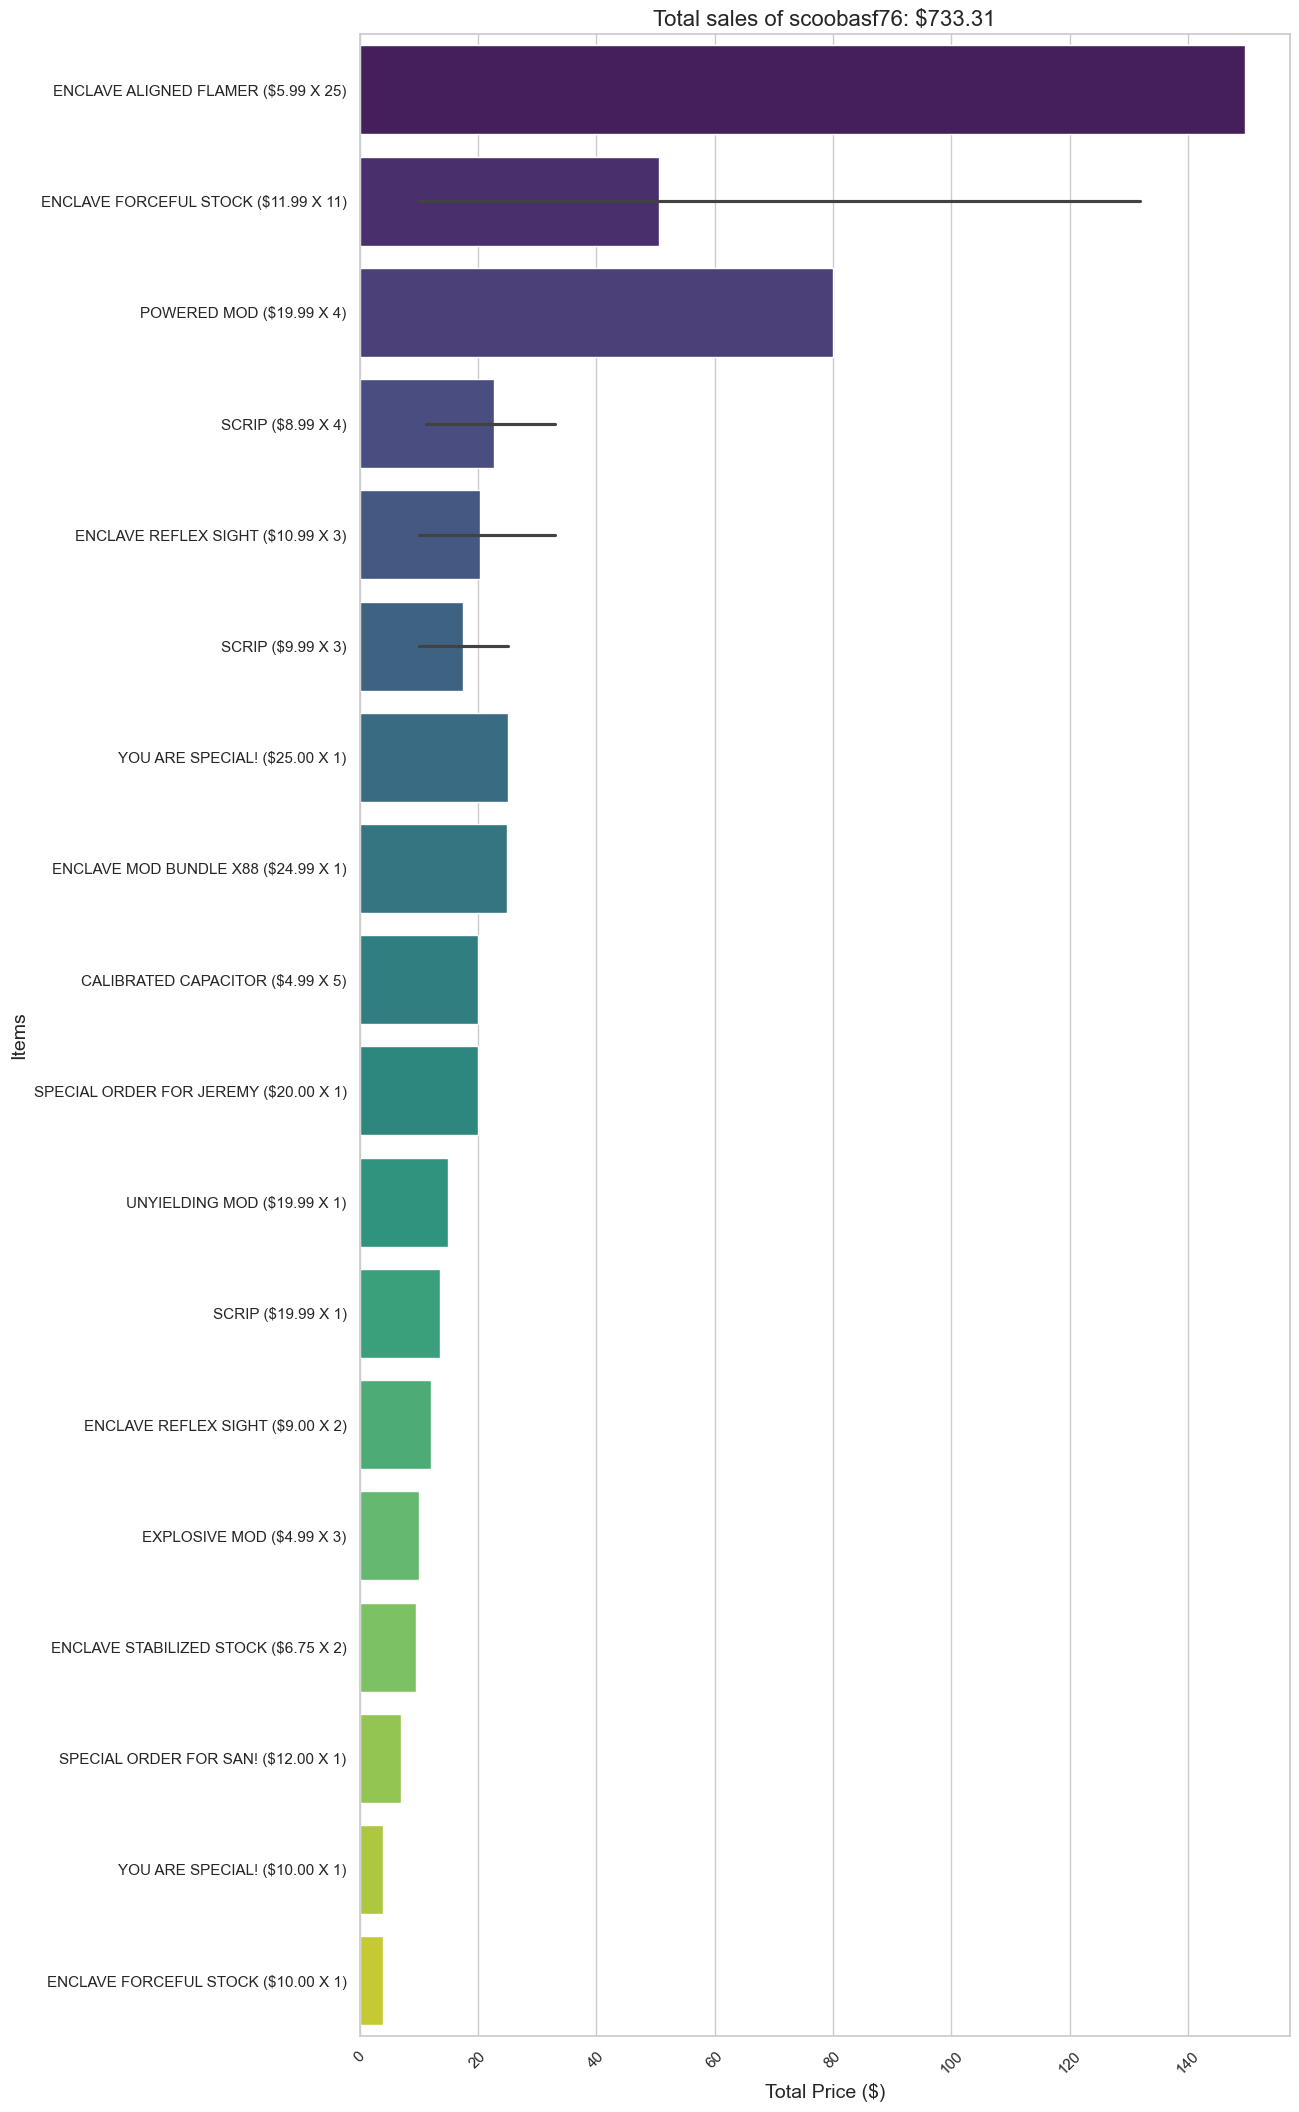 Total sales of scoobasf76: $733.31
ENCLAVE ALIGNED FLAMER ($5.99 X 25)
ENCLAVE FORCEFUL STOCK ($11.99 X 11)
POWERED MOD ($19.99 X 4)
SCRIP ($8.99 X 4)
ENCLAVE REFLEX SIGHT ($10.99 X 3)
SCRIP ($9.99 X 3)
YOU ARE SPECIAL! ($25.00 X 1)
ENCLAVE MOD BUNDLE X88 ($24.99 X 1)
CALIBRATED CAPACITOR ($4.99 X 5)
Items
SPECIAL ORDER FOR JEREMY ($20.00 X 1)
UNYIELDING MOD ($19.99 X 1)
SCRIP ($19.99 X 1)
ENCLAVE REFLEX SIGHT ($9.00 X 2)
EXPLOSIVE MOD ($4.99 X 3)
ENCLAVE STABILIZED STOCK ($6.75 X 2)
SPECIAL ORDER FOR SAN! ($12.00 X 1)
YOU ARE SPECIAL! ($10.00 X 1)
ENCLAVE FORCEFUL STOCK ($10.00 X 1)
0 20 40 60 80 100 120 140
Total Price ($)